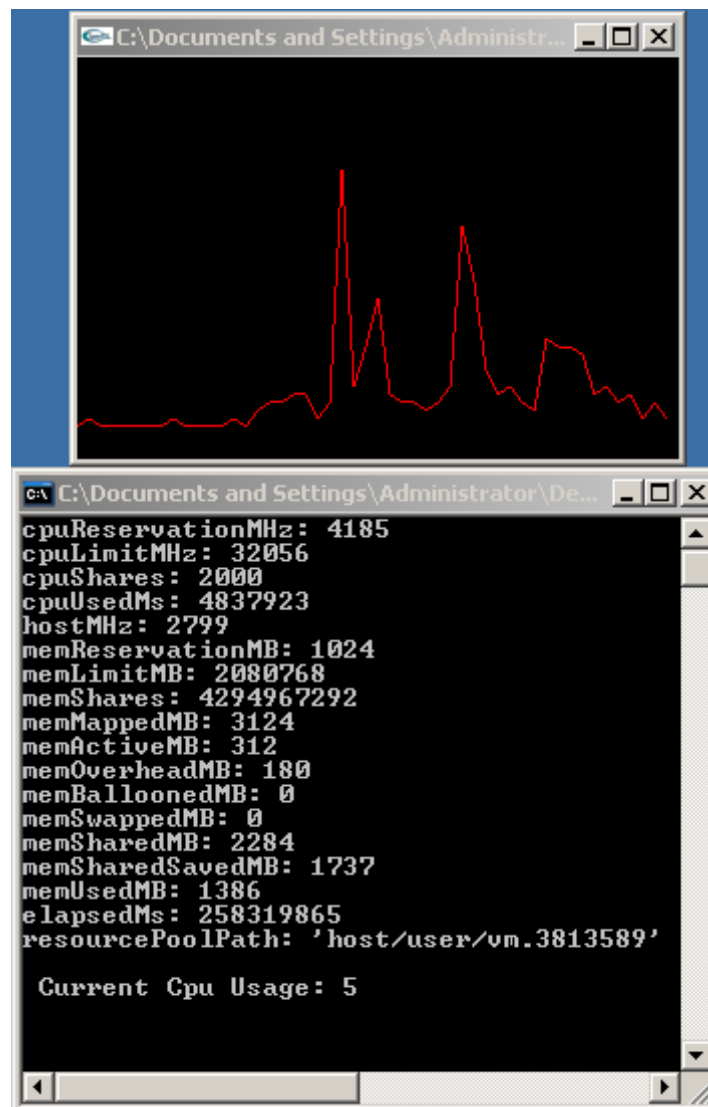 C:\Documents and Settings\Administr...
C:\Documents and Settings\Administrator\De...
cpuReservationMHz: 4185
cpuLimitMHz: 32056
cpuShares: 2000
cpuUsedMs: 4837923
hostMHz: 2799
memReservationMB: 1024
memLimitMB: 2080768
memShares: 4294967292
memMappedMB: 3124
memActiveMB: 312
memOverheadMB: 180
memBalloonedMB: 0
memSwappedMB: 0
memSharedMB: 2284
memSharedSavedMB: 1737
memUsedMB: 1386
elapsedMs: 258319865
resourcePoolPath: 'host/user/vm.3813589'
Current Cpu Usage: 5